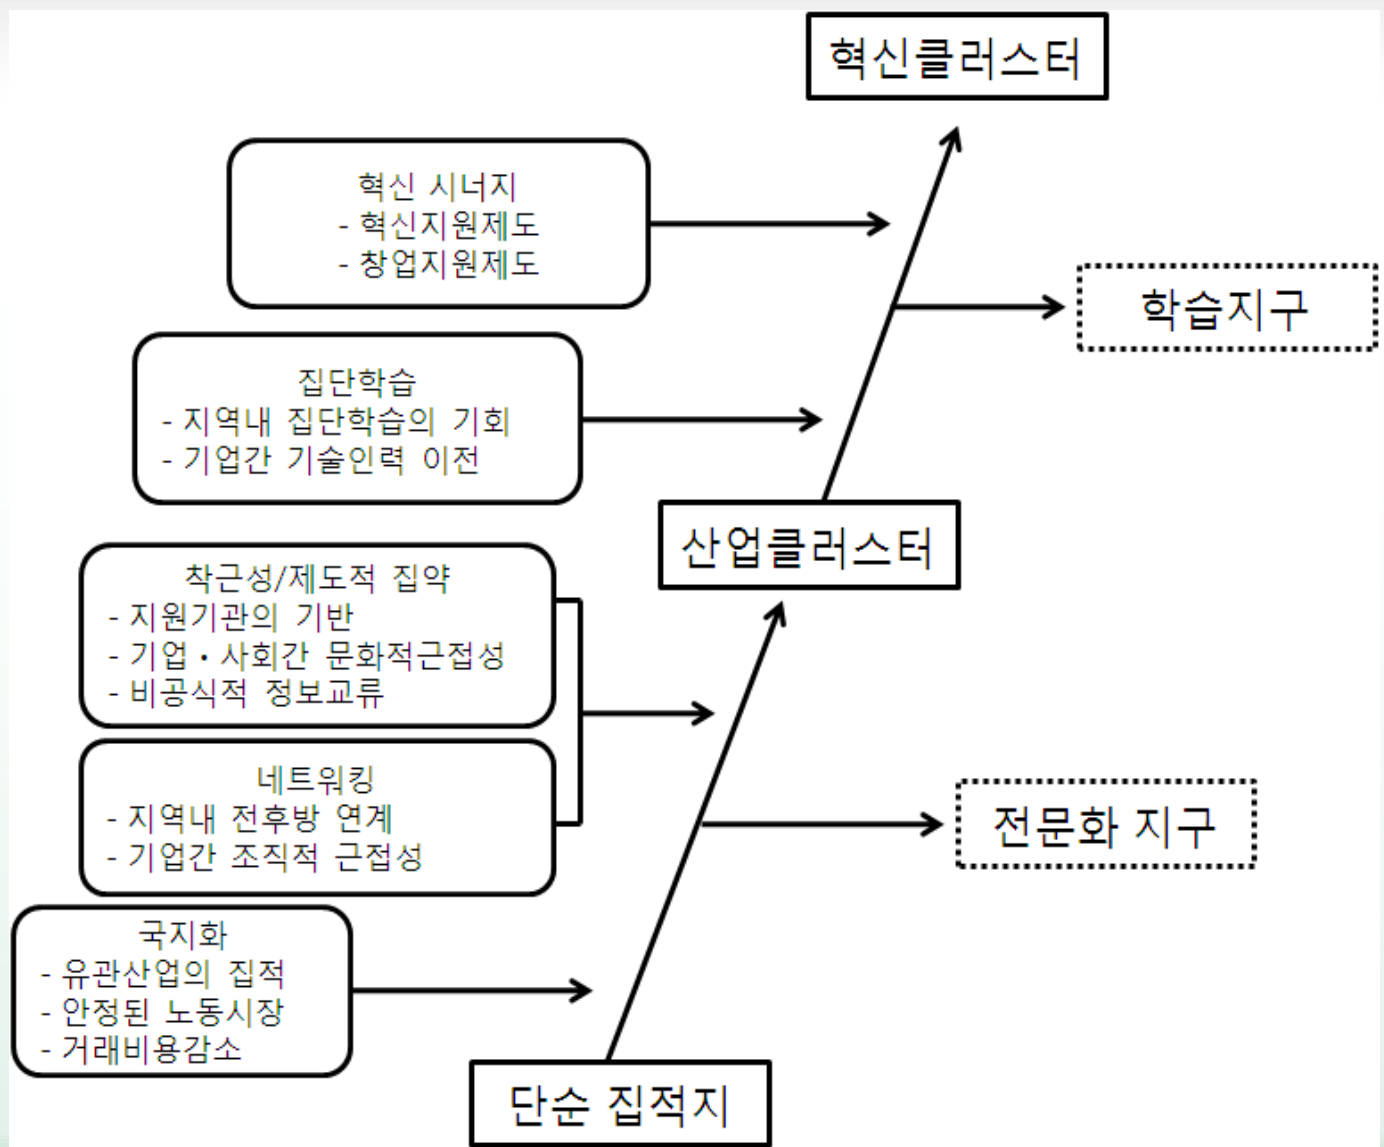 혁신클러스터
혁신 시너지
- 혁신지원제도
- 창업지원제도
학습지구
집단학습
- 지역내 집단학습의 기회
- 기업간 기술인력 이전
산업클러스터
착근성/제도적 집약
- 지원기관의 기반
- 기업・사회간 문화적근접성
- 비공식적 정보교류
네트워킹
- 지역내 전후방 연계
- 기업간 조직적 근접성
전문화 지구
국지화
- 유관산업의 집적
- 안정된 노동시장
- 거래비용감소
단순 집적지